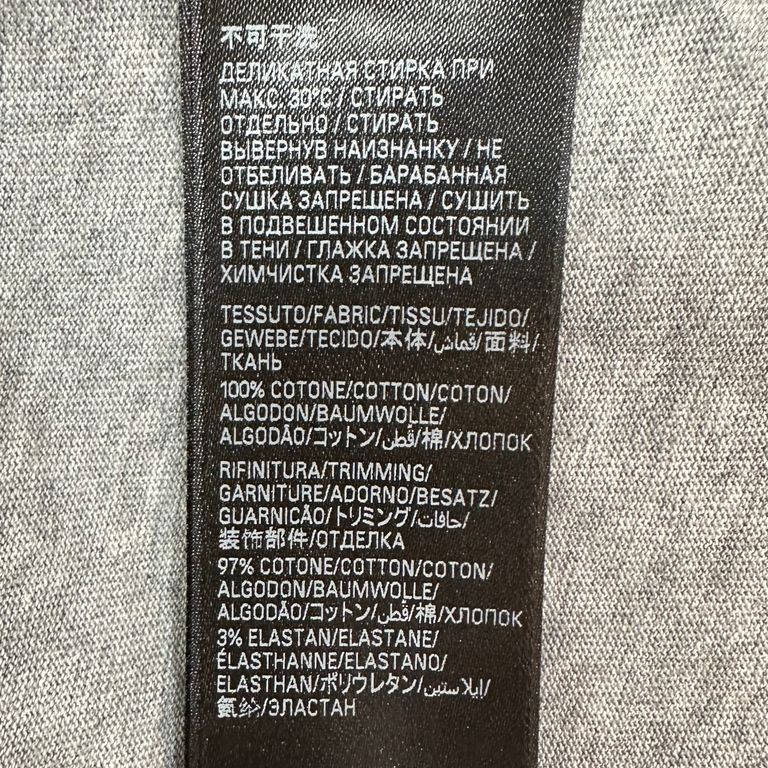 不可干洗
ДЕЛИКАТНАЯ СТИРКА ПРИ
МАКС 30°C / СТИРАТЬ
ОТДЕЛЬНО / СТИРАТЬ
ВЫВЕРНУВ НАИЗНАНКУ / НЕ
ОТБЕЛИВАТЬ / БАРАБАННАЯ
СУШКА ЗАПРЕЩЕНА / СУШИТЬ
В ПОДВЕШЕННОМ СОСТОЯНИИ
В ТЕНИ / ГЛАЖКА ЗАПРЕЩЕНА /
ХИМЧИСТКА ЗАПРЕЩЕНА
TESSUTO/FABRIC/TISSU/TEJIDO/
GEWEBE/TECIDO/本体/قماش/面料/
ТКАНЬ
100% COTONE/COTTON/COTON/
ALGODON/BAUMWOLLE/
ALGODÃO/コットン/قطن/棉/ХЛОПОК
RIFINITURA/TRIMMING/
GARNITURE/ADORNO/BESATZ/
GUARNICÃO/トリミング/حافات/
装饰部件/ОТДЕЛКА
97% COTONE/COTTON/COTON/
ALGODON/BAUMWOLLE/
ALGODÃO/コットン/قطن/棉/ХЛОПОК
3% ELASTAN/ELASTANE/
ÉLASTHANNE/ELASTANO/
ELASTHAN/ポリウレタン/إيلاستين/
氨纶/ЭЛАСТАН